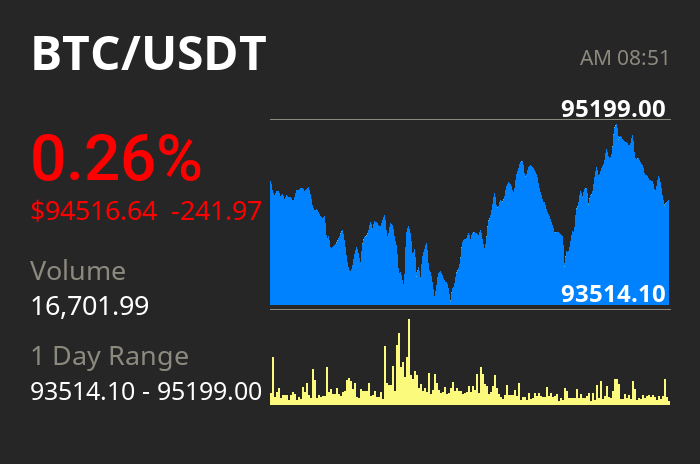 BTC/USDT
AM 08:51
95199.00
0.26%
$94516.64 -241.97
Volume
16,701.99
93514.10
1 Day Range
93514.10 - 95199.00